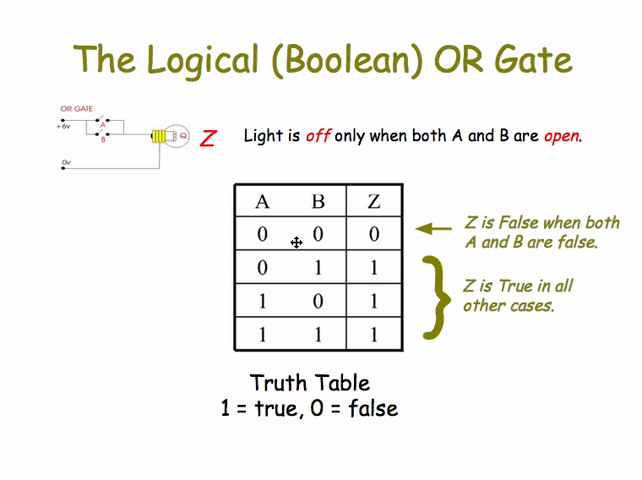 The Logical (Boolean) OR Gate
OR GATE
+6v
A
B
0v
Z
Light is off only when both A and B are open.
A B Z
0 0 0
0 1 1
1 0 1
1 1 1
Z is False when both
A and B are false.
Z is True in all
other cases.
Truth Table
1 = true, 0 = false